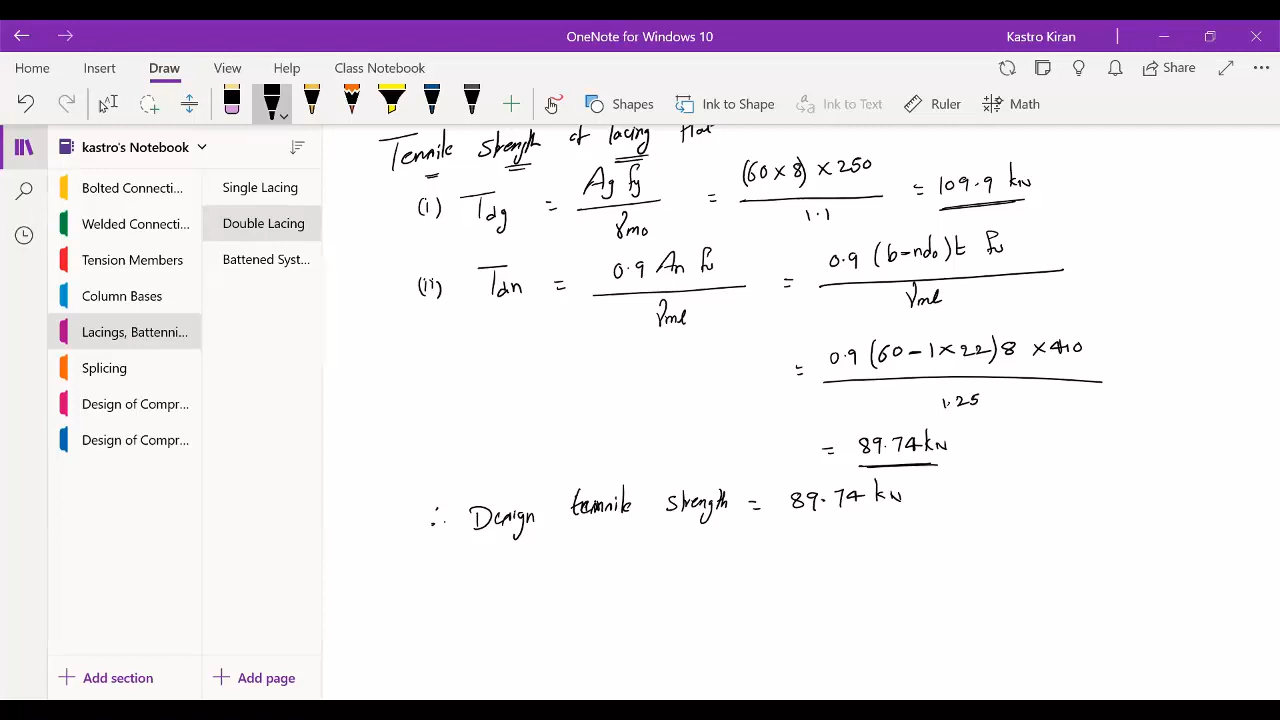 OneNote for Windows 10
Kastro Kiran
Home Insert Draw View Help Class Notebook
Share
Shapes Ink to Shape Ink to Text Ruler Math
kastro's Notebook
Bolted Connecti...
Welded Connecti...
Tension Members
Column Bases
Lacings, Battenni...
Splicing
Design of Compr...
Design of Compr...
Add section
Single Lacing
Double Lacing
Battened Syst...
Add page
Tensile strength of lacing flat
(i) Tdg = Ag fy / γm0 = (60 × 8) × 250 / 1.1 = 109.9 kN
(ii) Tdn = 0.9 An fu / γml = 0.9 (b-nd₀)t fu / γml
= 0.9 (60 - 1×22)8 ×410 / 1.25
= 89.74kN
∴ Design tensile strength = 89.74 kN